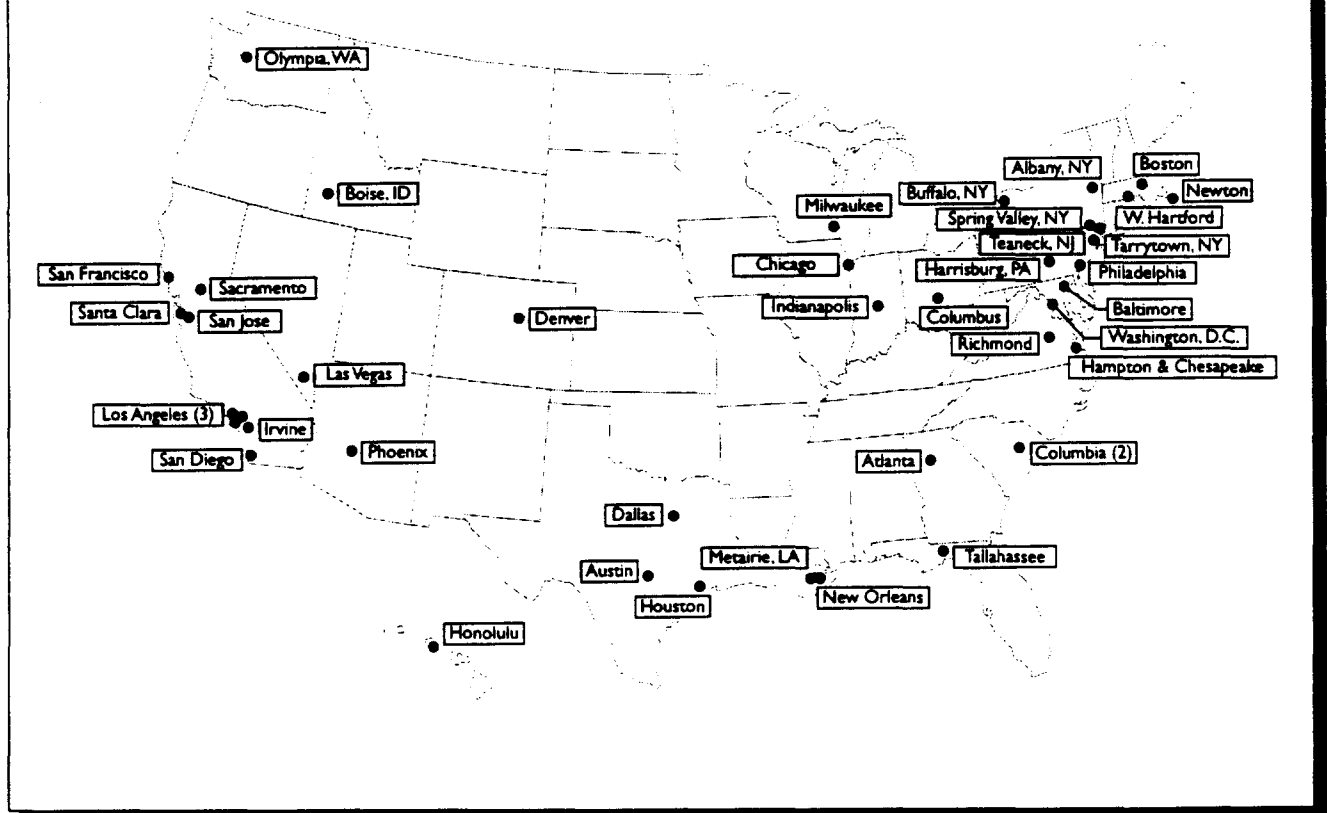 Olympia, WA
Boise, ID
Albany, NY
Boston
Buffalo, NY
Newton
Milwaukee
Spring Valley, NY
W. Hartford
Teaneck, NJ
Tarrytown, NY
San Francisco
Sacramento
Chicago
Harrisburg, PA
Philadelphia
Santa Clara
San Jose
Denver
Indianapolis
Columbus
Baltimore
Richmond
Washington, D.C.
Las Vegas
Hampton & Chesapeake
Los Angeles (3)
Irvine
San Diego
Phoenix
Atlanta
Columbia (2)
Dallas
Metairie, LA
Tallahassee
Austin
Houston
New Orleans
Honolulu